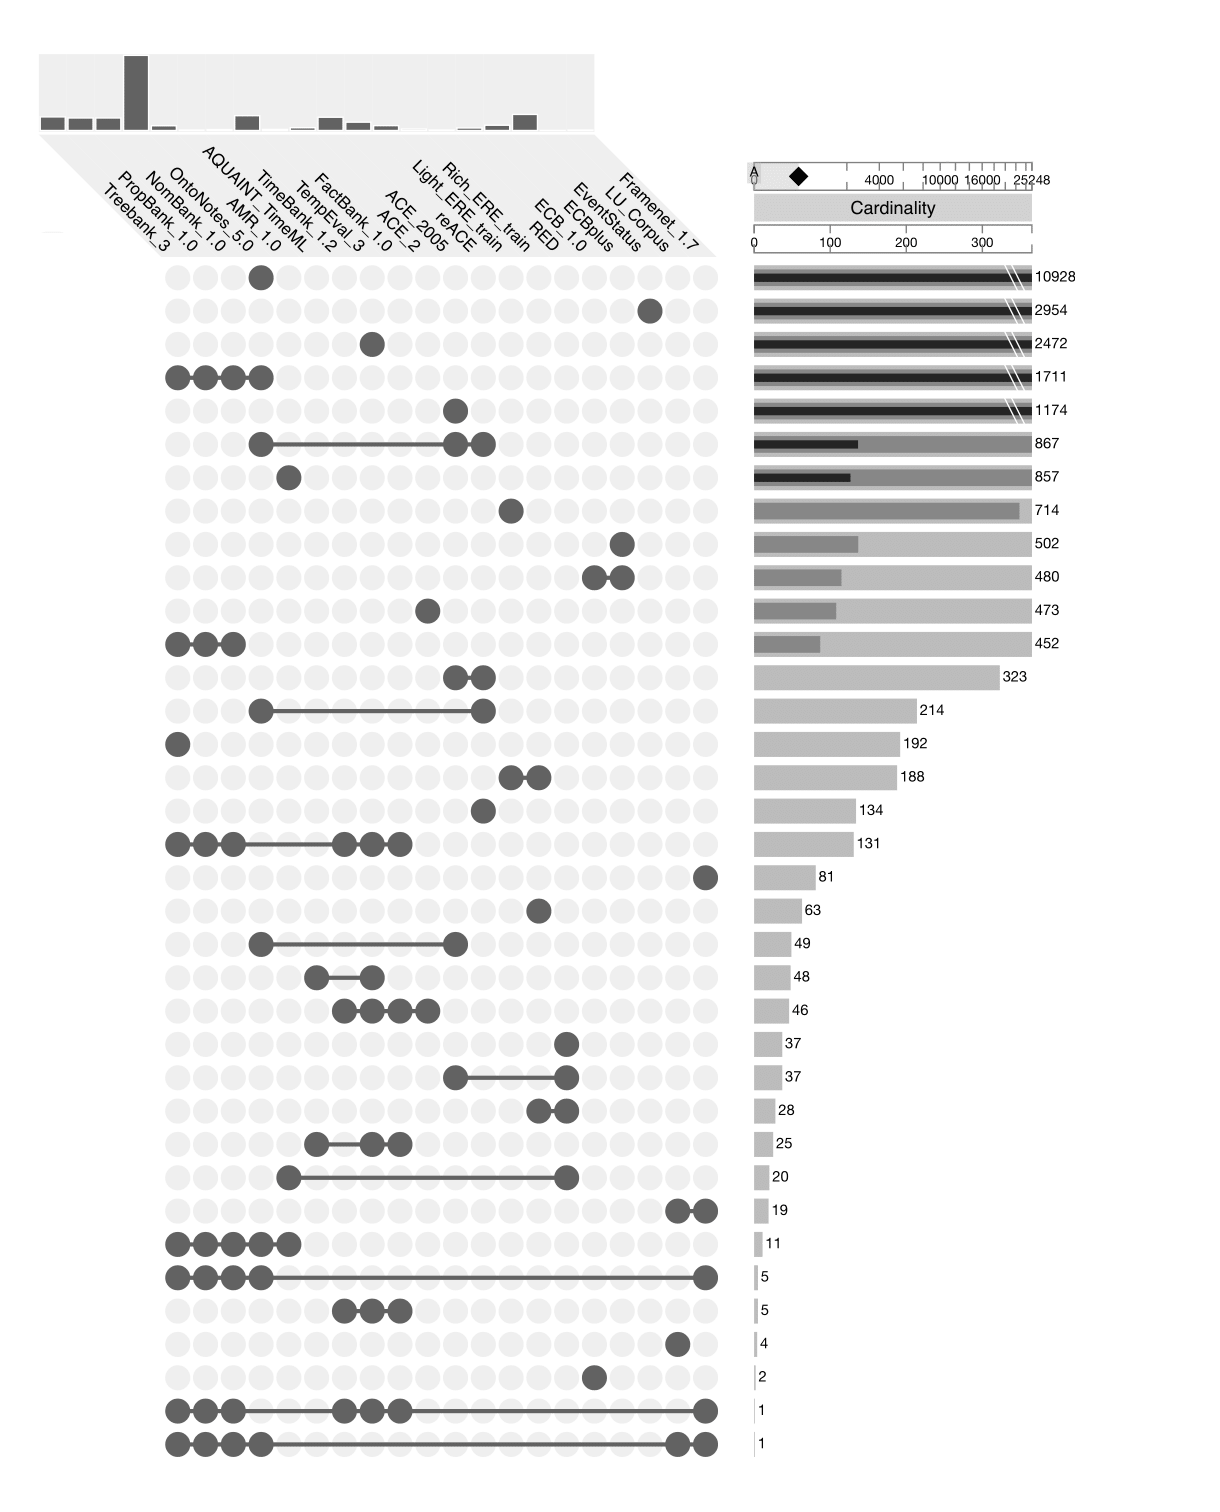 Treebank_3
PropBank_1.0
NomBank_1.0
OntoNotes_5.0
AMR_1.0
AQUAINT_TimeML
TimeBank_1.2
TempEval_3
FactBank_1.0
ACE_2
ACE_2005
reACE
Light_ERE_train
Rich_ERE_train
RED
ECB_1.0
ECBplus
EventStatus
LU_Corpus
Framenet_1.7
A
0 4000 10000 16000 25248
Cardinality
0 100 200 300
10928
2954
2472
1711
1174
867
857
714
502
480
473
452
323
214
192
188
134
131
81
63
49
48
46
37
37
28
25
20
19
11
5
5
4
2
1
1